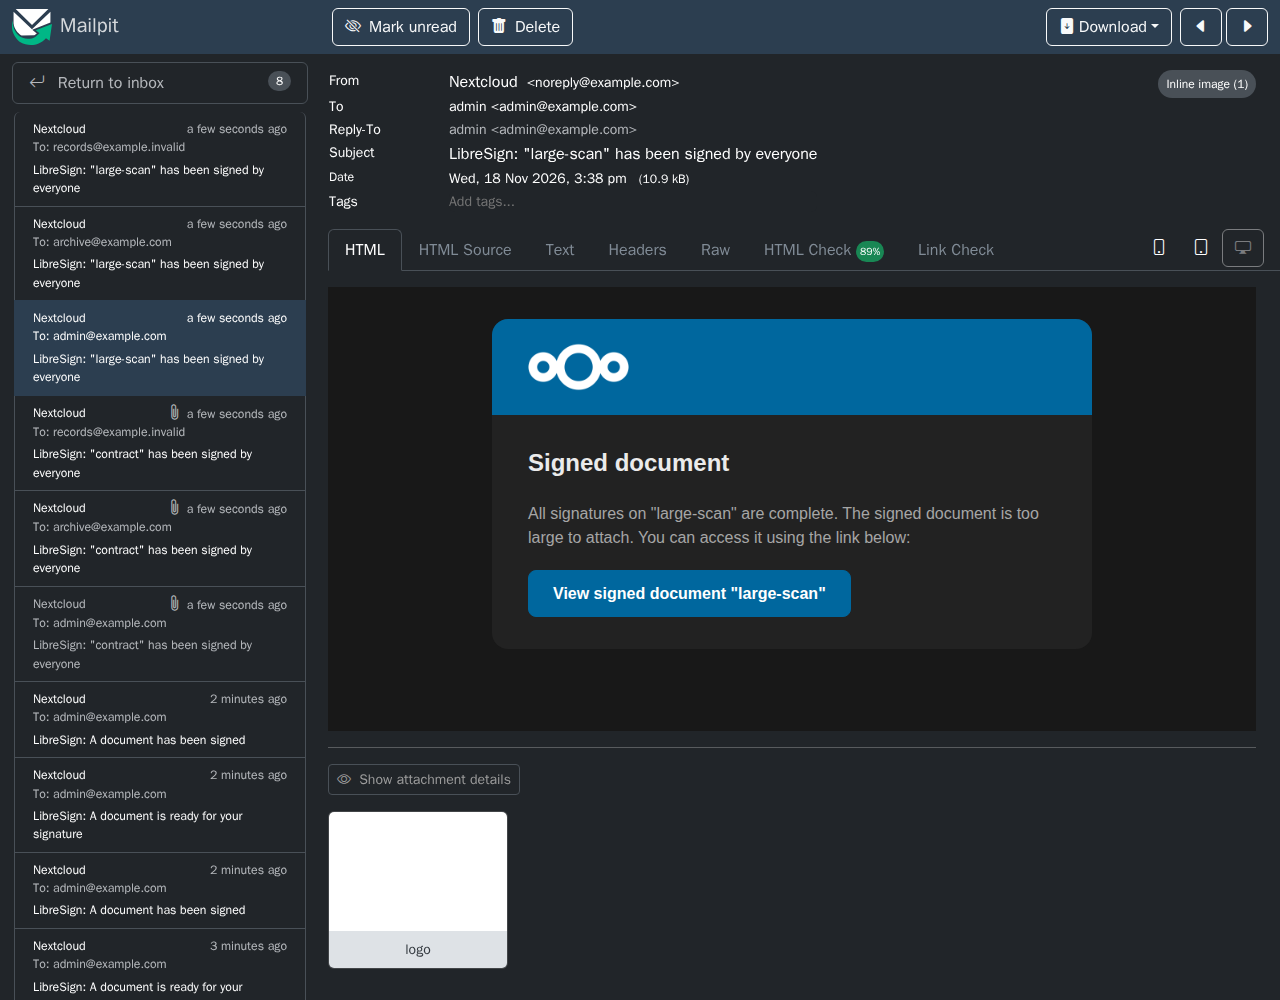 Mailpit
Mark unread
Delete
Download
Return to inbox
8
Nextcloud
a few seconds ago
To: records@example.invalid
LibreSign: "large-scan" has been signed by
everyone
Nextcloud
a few seconds ago
To: archive@example.com
LibreSign: "large-scan" has been signed by
everyone
Nextcloud
a few seconds ago
To: admin@example.com
LibreSign: "large-scan" has been signed by
everyone
Nextcloud
a few seconds ago
To: records@example.invalid
LibreSign: "contract" has been signed by
everyone
Nextcloud
a few seconds ago
To: archive@example.com
LibreSign: "contract" has been signed by
everyone
Nextcloud
a few seconds ago
To: admin@example.com
LibreSign: "contract" has been signed by
everyone
Nextcloud
2 minutes ago
To: admin@example.com
LibreSign: A document has been signed
Nextcloud
2 minutes ago
To: admin@example.com
LibreSign: A document is ready for your
signature
Nextcloud
2 minutes ago
To: admin@example.com
LibreSign: A document has been signed
Nextcloud
3 minutes ago
To: admin@example.com
LibreSign: A document is ready for your
From
Nextcloud <noreply@example.com>
Inline image (1)
To
admin <admin@example.com>
Reply-To
admin <admin@example.com>
Subject
LibreSign: "large-scan" has been signed by everyone
Date
Wed, 18 Nov 2026, 3:38 pm (10.9 kB)
Tags
Add tags...
HTML
HTML Source
Text
Headers
Raw
HTML Check 89%
Link Check
Signed document
All signatures on "large-scan" are complete. The signed document is too
large to attach. You can access it using the link below:
View signed document "large-scan"
Show attachment details
logo